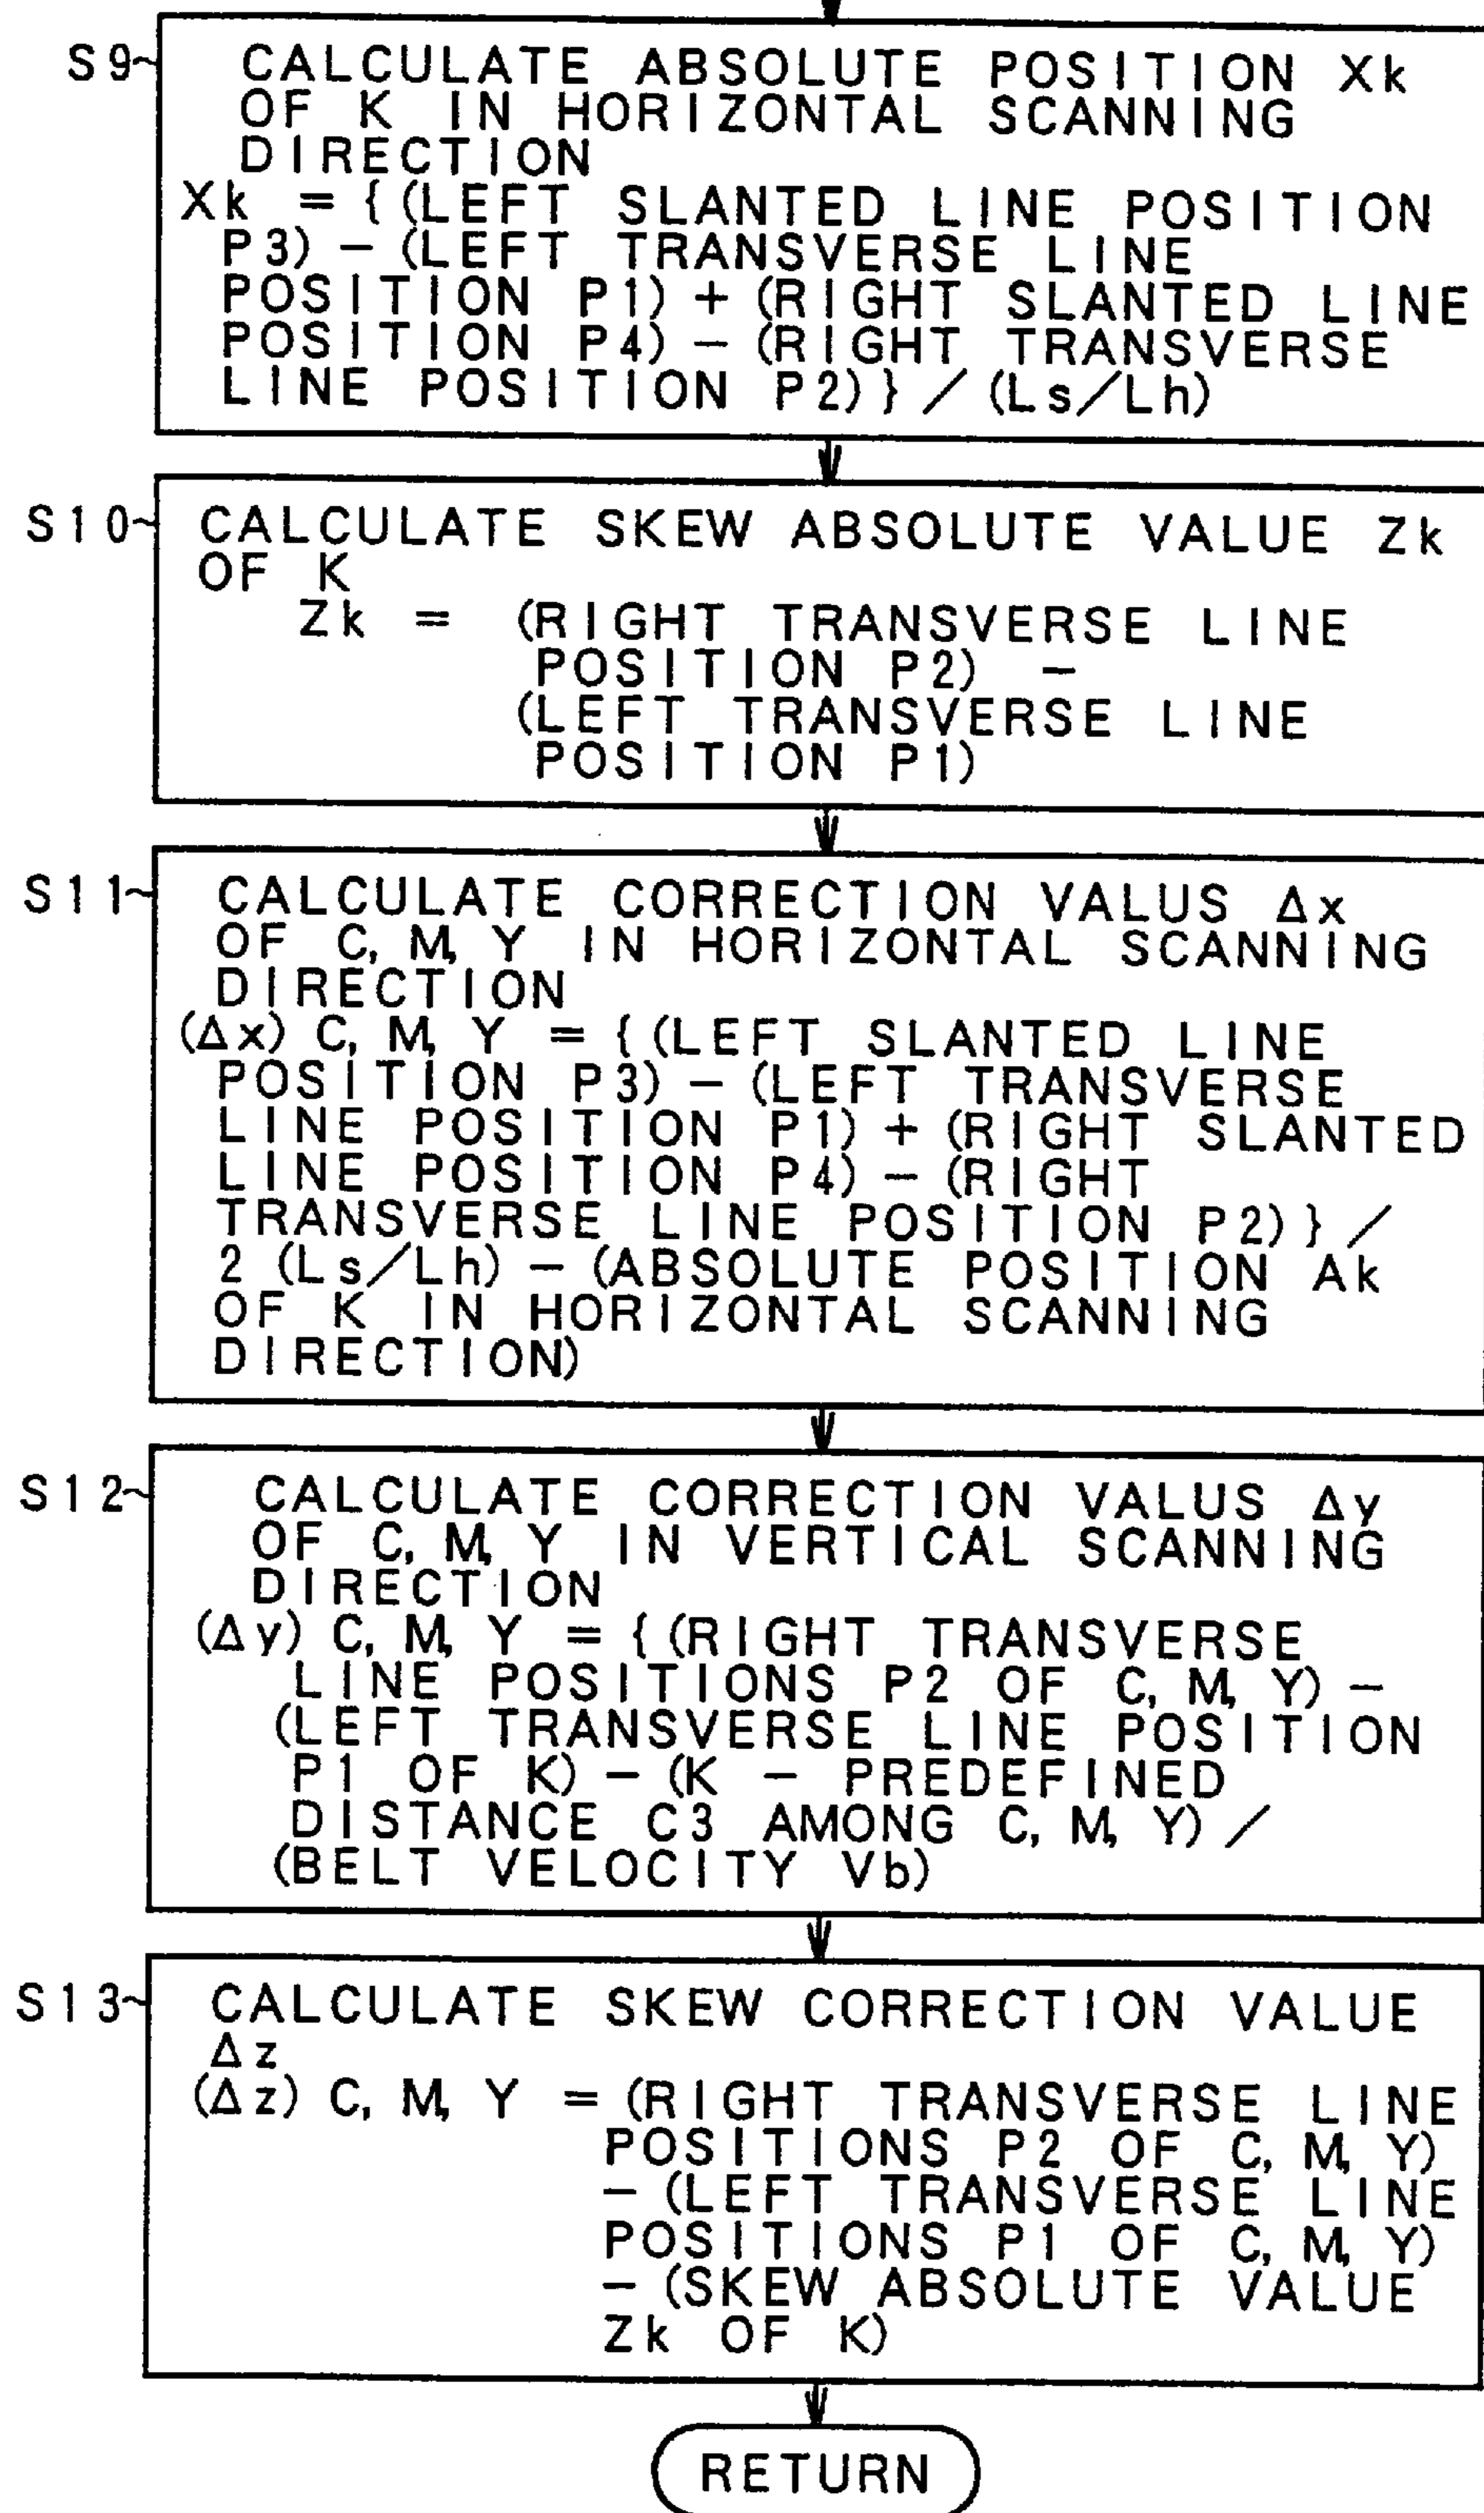 S9 CALCULATE ABSOLUTE POSITION Xk
OF K IN HORIZONTAL SCANNING
DIRECTION
Xk = {(LEFT SLANTED LINE POSITION
P3) - (LEFT TRANSVERSE LINE
POSITION P1) + (RIGHT SLANTED LINE
POSITION P4) - (RIGHT TRANSVERSE
LINE POSITION P2)} / (Ls/Lh)
S10 CALCULATE SKEW ABSOLUTE VALUE Zk
OF K
Zk = (RIGHT TRANSVERSE LINE
POSITION P2) -
(LEFT TRANSVERSE LINE
POSITION P1)
S11 CALCULATE CORRECTION VALUS Δx
OF C, M, Y IN HORIZONTAL SCANNING
DIRECTION
(Δx) C, M, Y = {(LEFT SLANTED LINE
POSITION P3) - (LEFT TRANSVERSE
LINE POSITION P1) + (RIGHT SLANTED
LINE POSITION P4) - (RIGHT
TRANSVERSE LINE POSITION P2)} /
2 (Ls/Lh) - (ABSOLUTE POSITION Ak
OF K IN HORIZONTAL SCANNING
DIRECTION)
S12 CALCULATE CORRECTION VALUS Δy
OF C, M, Y IN VERTICAL SCANNING
DIRECTION
(Δy) C, M, Y = {(RIGHT TRANSVERSE
LINE POSITIONS P2 OF C, M, Y) -
(LEFT TRANSVERSE LINE POSITION
P1 OF K) - (K - PREDEFINED
DISTANCE C3 AMONG C, M, Y) /
(BELT VELOCITY Vb)
S13 CALCULATE SKEW CORRECTION VALUE
Δz
(Δz) C, M, Y = (RIGHT TRANSVERSE LINE
POSITIONS P2 OF C, M, Y)
- (LEFT TRANSVERSE LINE
POSITIONS P1 OF C, M, Y)
- (SKEW ABSOLUTE VALUE
Zk OF K)
RETURN